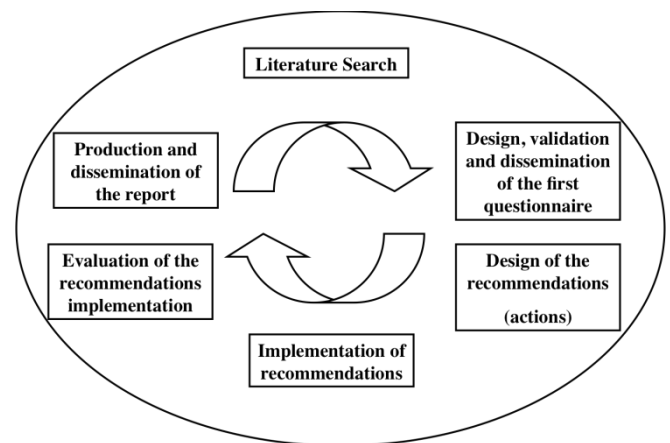 Literature Search
Production and
dissemination of
the report
Design, validation
and dissemination
of the first
questionnaire
Evaluation of the
recommendations
implementation
Design of the
recommendations
(actions)
Implementation of
recommendations